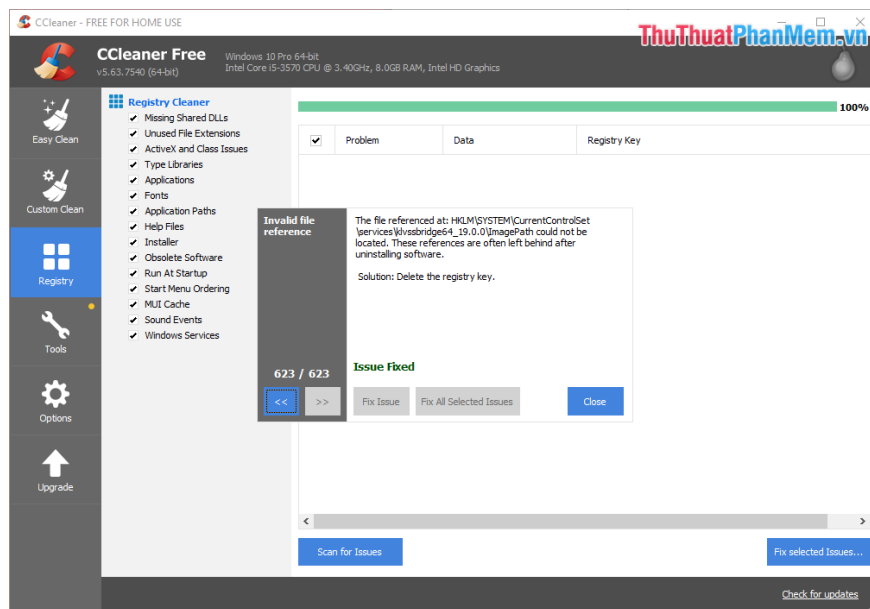 CCleaner - FREE FOR HOME USE
ThuThuatPhanMem.vn
CCleaner Free
v5.63.7540 (64-bit)
Windows 10 Pro 64-bit
Intel Core i5-3570 CPU @ 3.40GHz, 8.0GB RAM, Intel HD Graphics
Easy Clean
Custom Clean
Registry
Tools
Options
Upgrade
Registry Cleaner
Missing Shared DLLs
Unused File Extensions
ActiveX and Class Issues
Type Libraries
Applications
Fonts
Application Paths
Help Files
Installer
Obsolete Software
Run At Startup
Start Menu Ordering
MUI Cache
Sound Events
Windows Services
100%
Problem Data Registry Key
Invalid file
reference
The file referenced at: HKLM\SYSTEM\CurrentControlSet
\services\klvssbridge64_19.0.0\ImagePath could not be
located. These references are often left behind after
uninstalling software.
Solution: Delete the registry key.
Issue Fixed
623 / 623
<< >> Fix Issue Fix All Selected Issues Close
Scan for Issues Fix selected Issues...
Check for updates